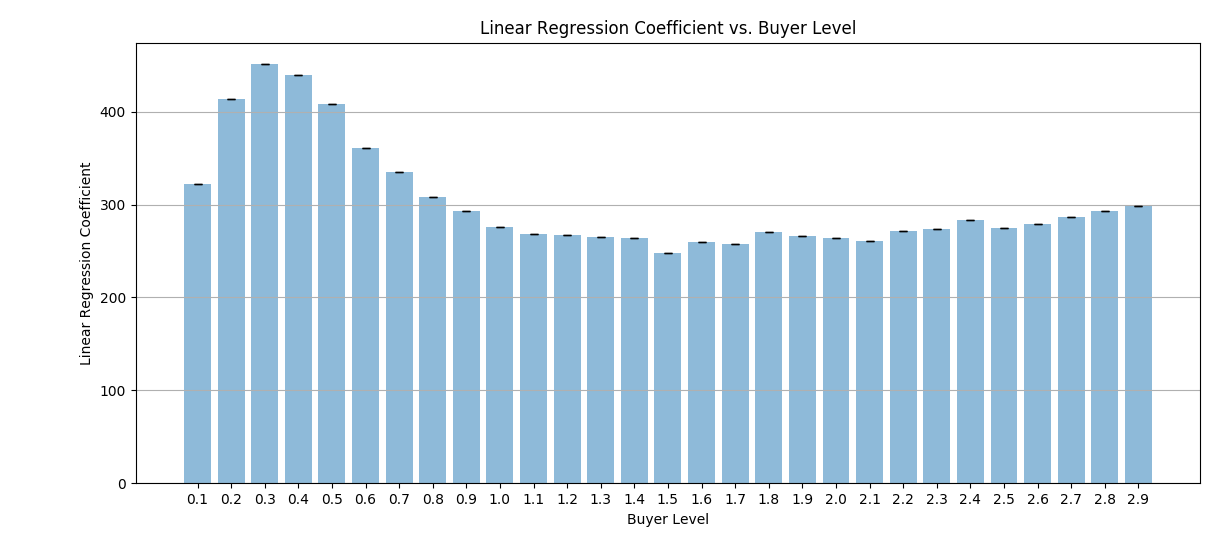 Linear Regression Coefficient vs. Buyer Level
Linear Regression Coefficient
400
300
200
100
0
0.1 0.2 0.3 0.4 0.5 0.6 0.7 0.8 0.9 1.0 1.1 1.2 1.3 1.4 1.5 1.6 1.7 1.8 1.9 2.0 2.1 2.2 2.3 2.4 2.5 2.6 2.7 2.8 2.9
Buyer Level